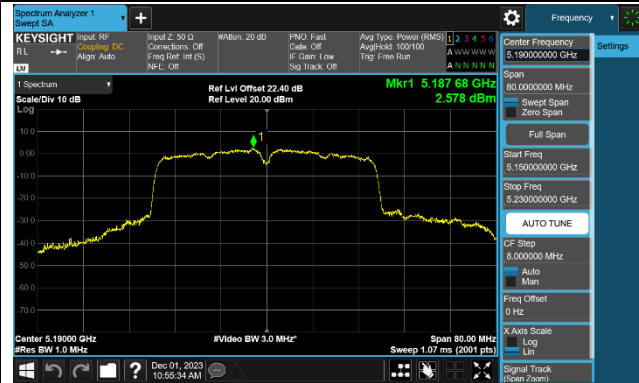 Spectrum Analyzer 1
Swept SA
Frequency
KEYSIGHT
RL
LXI
Input: RF
Coupling: DC
Align: Auto
Input Z: 50 Ω
Corrections: Off
Freq Ref: Int (S)
NFE: Off
#Atten: 20 dB
PNO: Fast
Gate: Off
IF Gain: Low
Sig Track: Off
Avg Type: Power (RMS)
Avg|Hold: 100/100
Trig: Free Run
1 2 3 4 5 6
A W W W W W
A N N N N N
Center Frequency
5.190000000 GHz
Settings
Span
80.0000000 MHz
Swept Span
Zero Span
Full Span
Start Freq
5.150000000 GHz
Stop Freq
5.230000000 GHz
AUTO TUNE
CF Step
8.000000 MHz
Auto
Man
Freq Offset
0 Hz
X Axis Scale
Log
Lin
Signal Track
(Span Zoom)
1 Spectrum
Scale/Div 10 dB
Log
Ref Lvl Offset 22.40 dB
Ref Level 20.00 dBm
Mkr1 5.187 68 GHz
2.578 dBm
1
10.0
0.00
-10.0
-20.0
-30.0
-40.0
-50.0
-60.0
-70.0
Center 5.19000 GHz
#Res BW 1.0 MHz
#Video BW 3.0 MHz*
Span 80.00 MHz
Sweep 1.07 ms (2001 pts)
Dec 01, 2023
10:55:34 AM